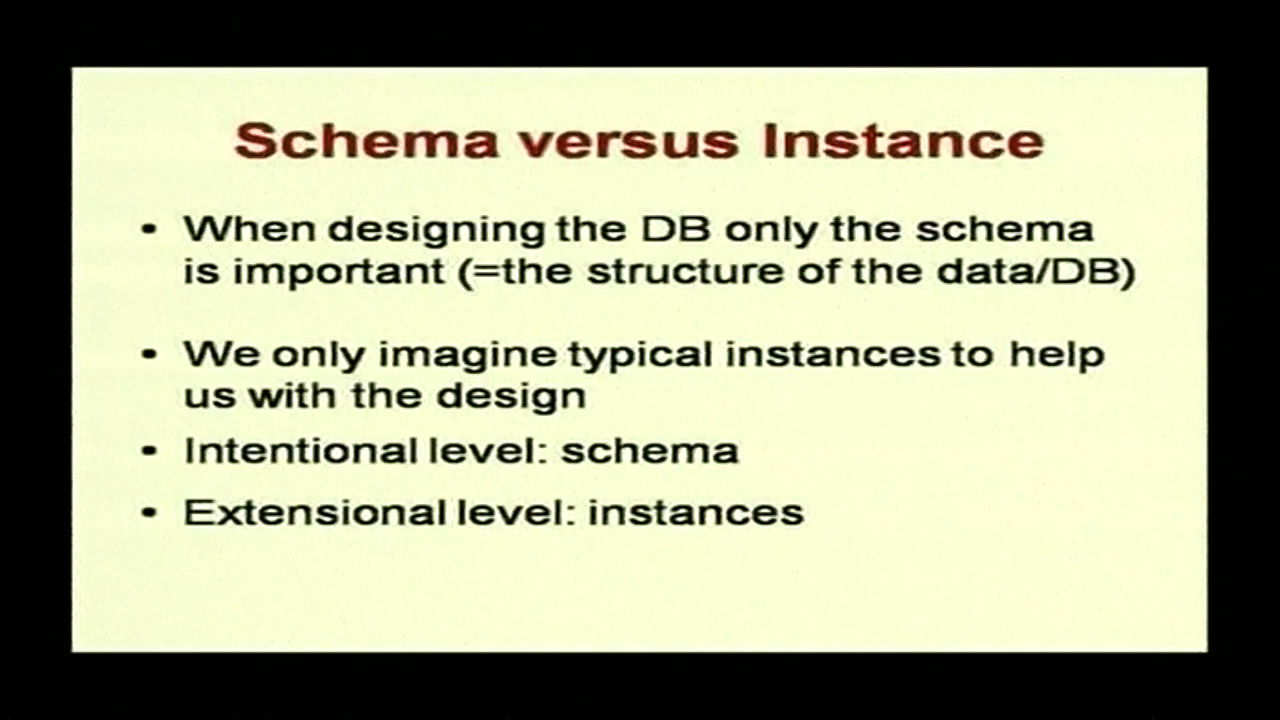 Schema versus Instance
• When designing the DB only the schema
is important (=the structure of the data/DB)
• We only imagine typical instances to help
us with the design
• Intentional level: schema
• Extensional level: instances